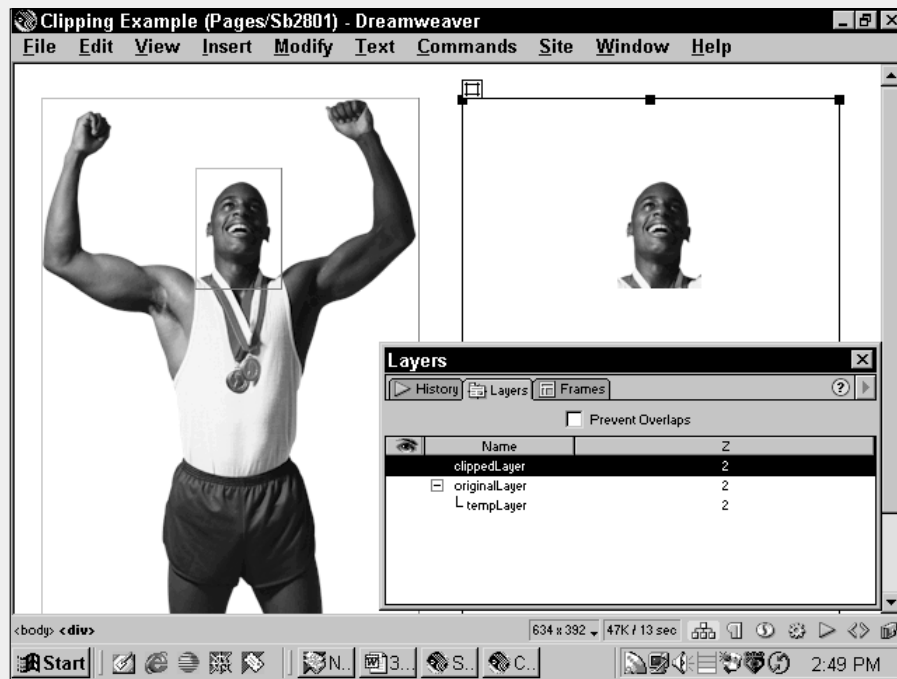 Clipping Example (Pages/Sb2801) - Dreamweaver
File Edit View Insert Modify Text Commands Site Window Help
Layers
History Layers Frames
Prevent Overlaps
Name Z
clippedLayer 2
originalLayer 2
tempLayer 2
<body> <div> 634 x 392 47K / 13 sec
Start N.. 3... S... C.. 2:49 PM